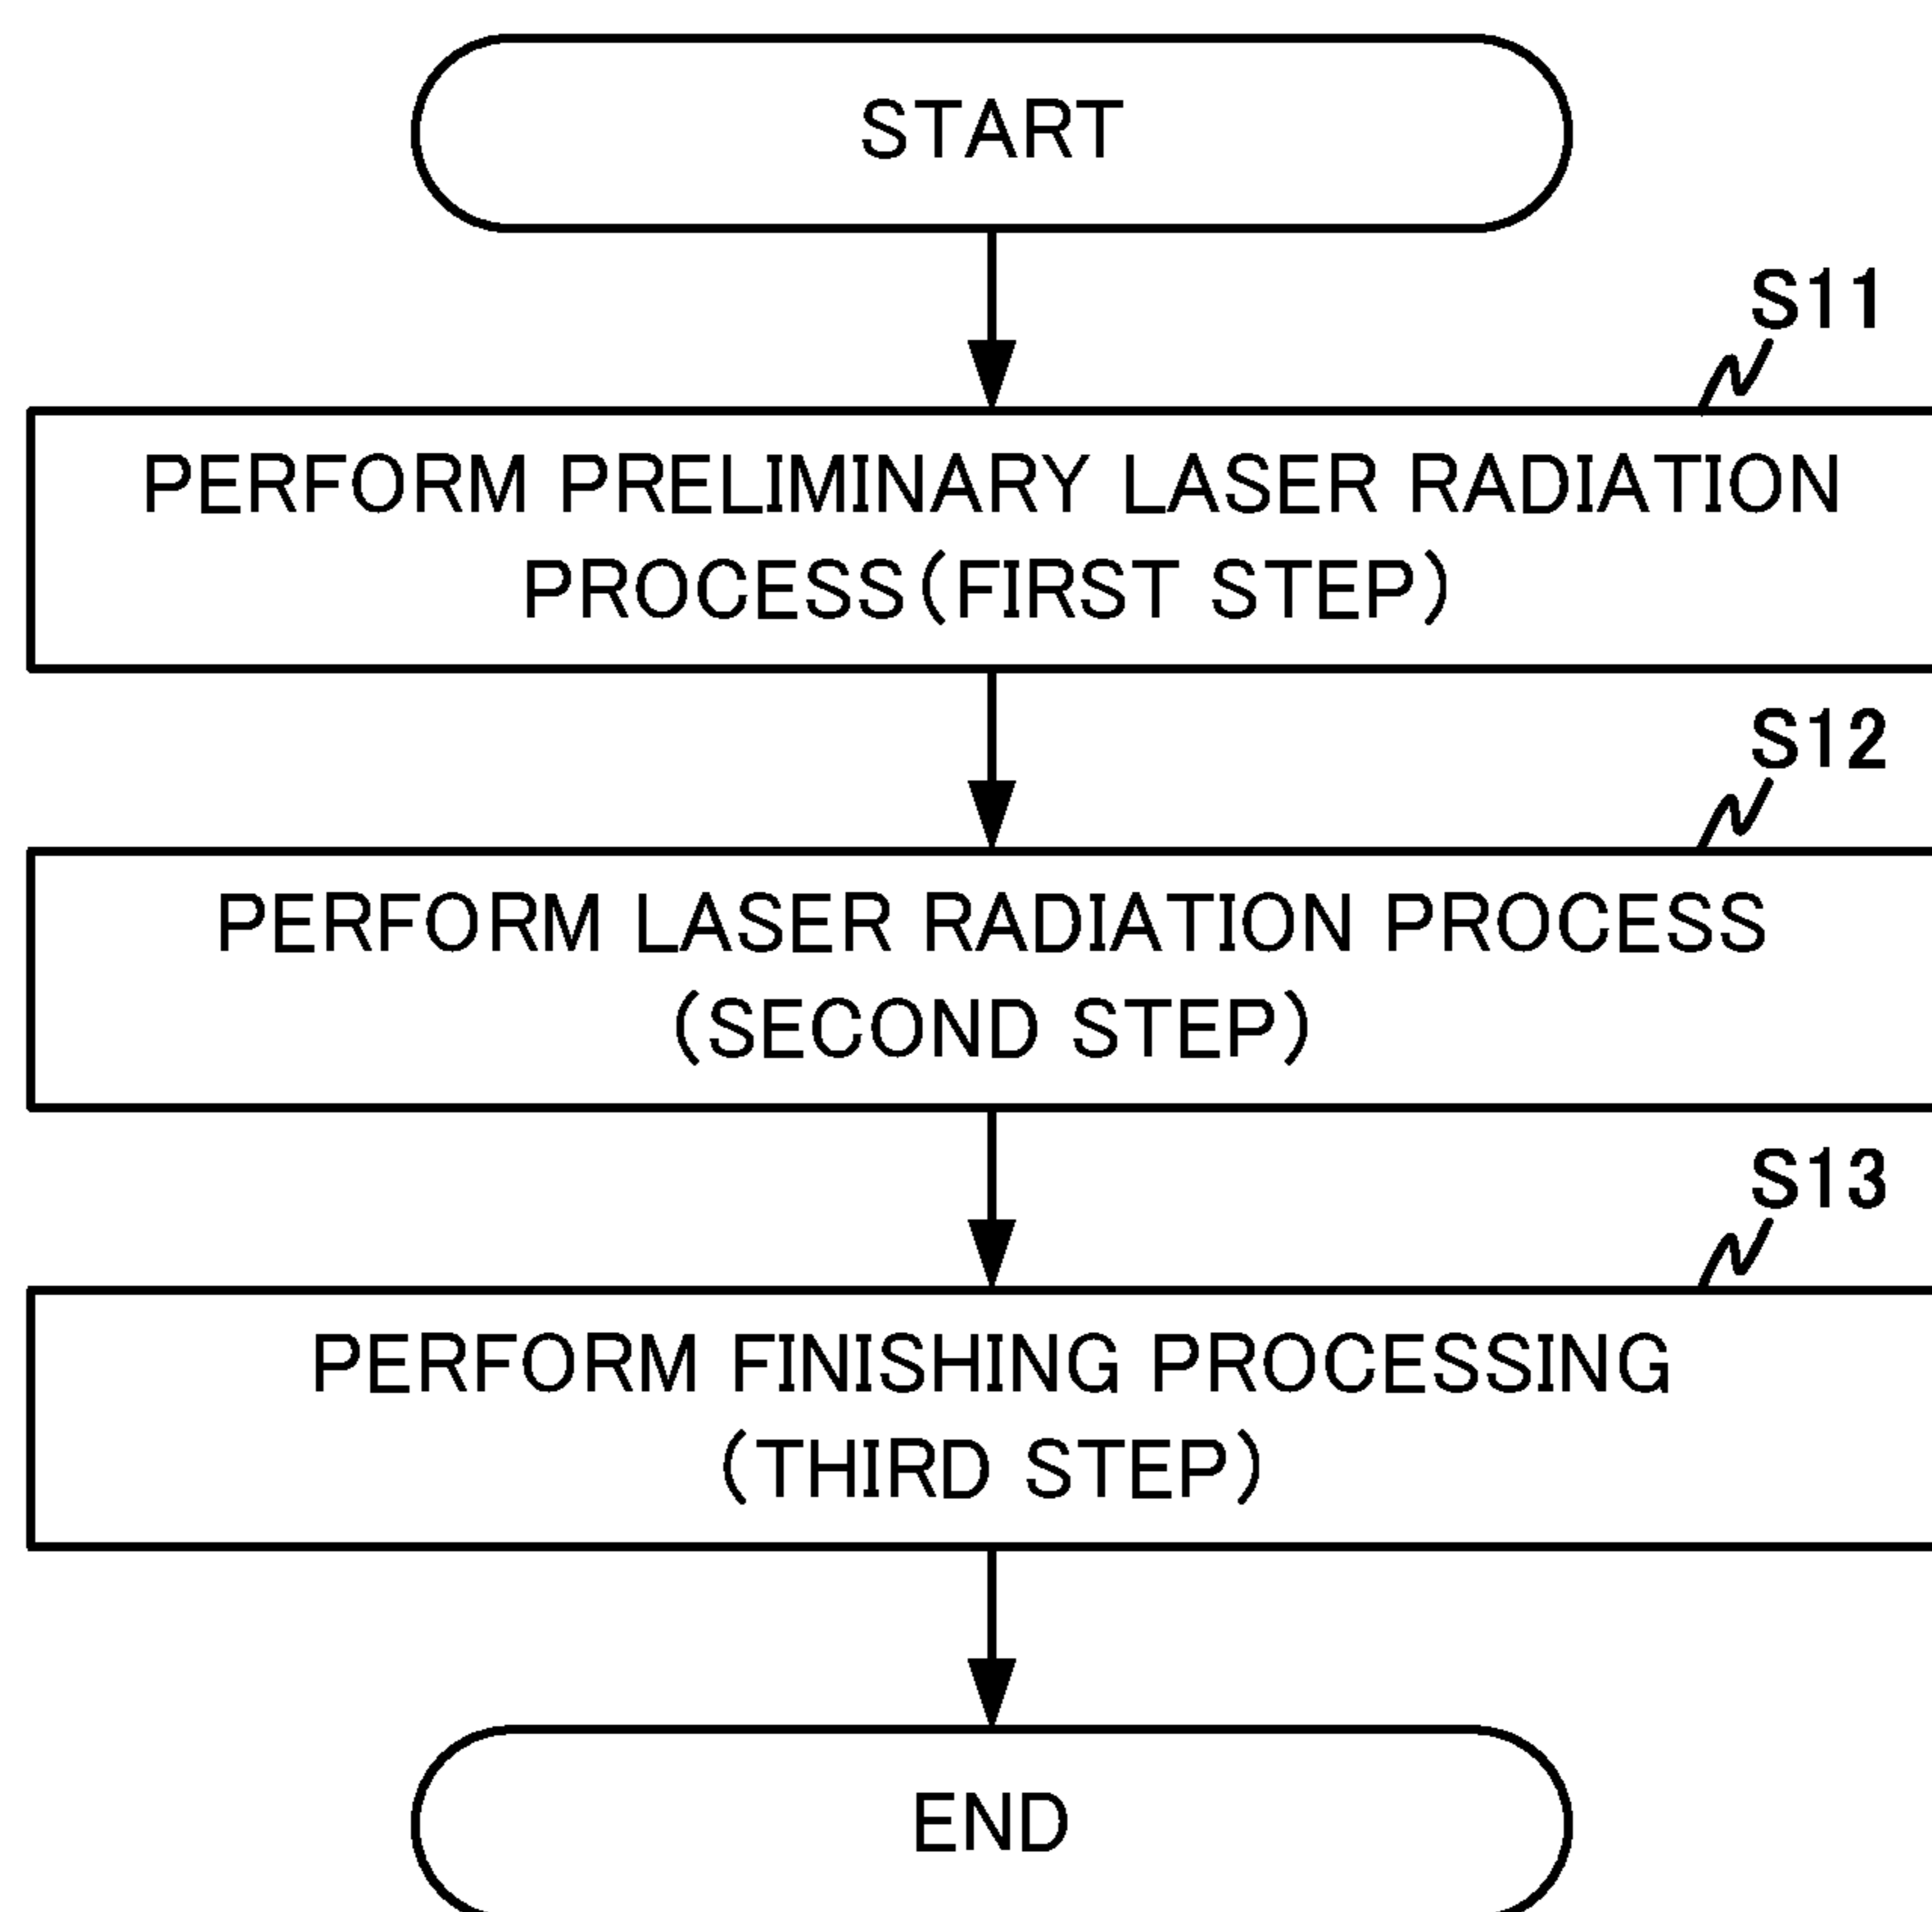 START
S11
PERFORM PRELIMINARY LASER RADIATION
PROCESS(FIRST STEP)
S12
PERFORM LASER RADIATION PROCESS
(SECOND STEP)
S13
PERFORM FINISHING PROCESSING
(THIRD STEP)
END